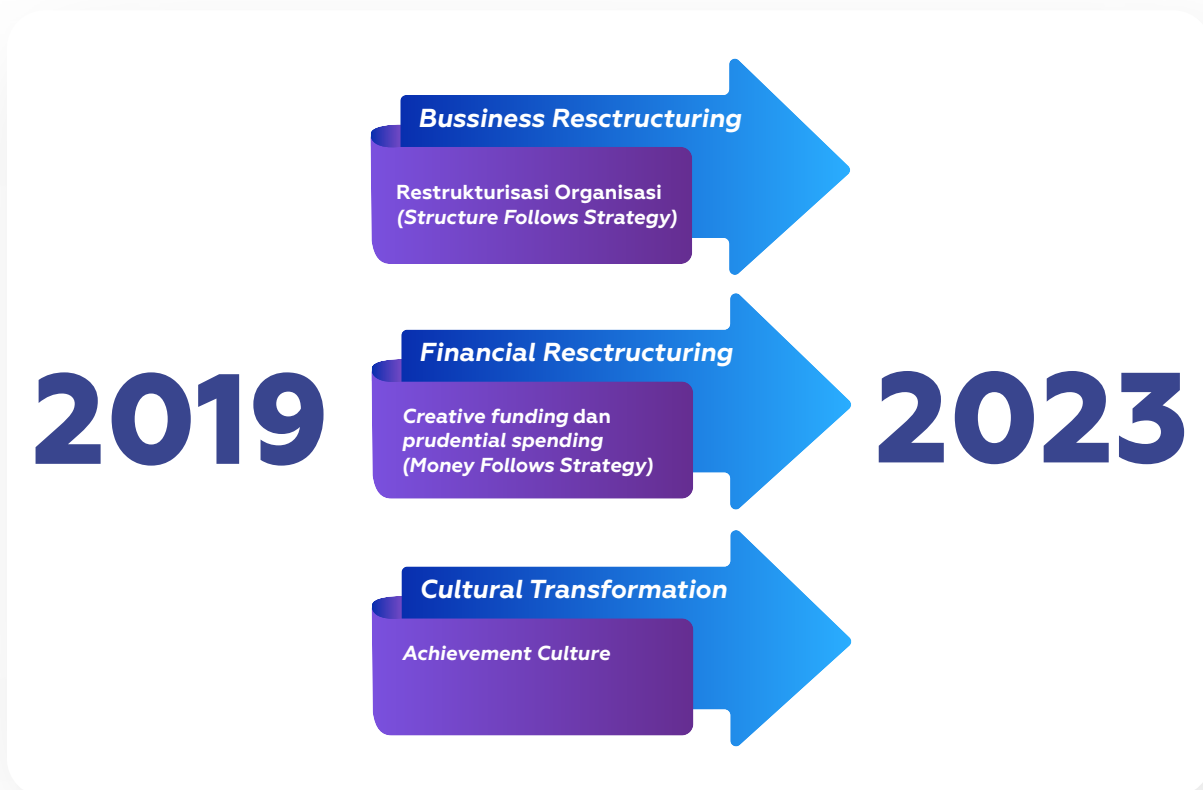 Bussiness Resctructuring
Restrukturisasi Organisasi
(Structure Follows Strategy)
2019
Financial Resctructuring
Creative funding dan
prudential spending
(Money Follows Strategy)
2023
Cultural Transformation
Achievement Culture